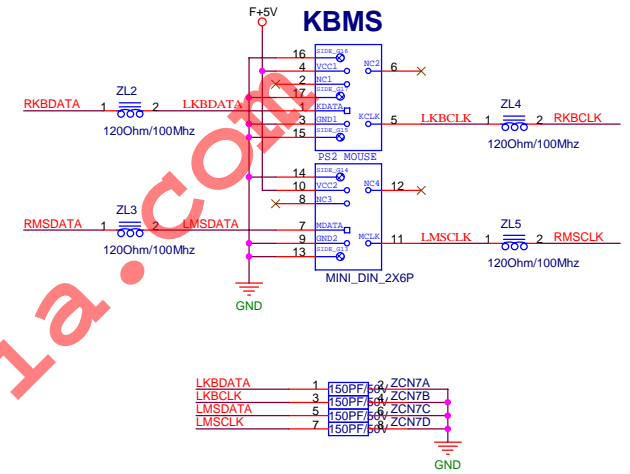 F+5V
KBMS
16 SIDE_G16
4 VCC1 NC2 6
2 NC1
17 SIDE_G17
RKBDATA 1 ZL2 2 LKBDATA 1 KDATA
120Ohm/100Mhz
3 GND1 KCLK 5 LKBCLK 1 ZL4 2 RKBCLK
120Ohm/100Mhz
15 SIDE_G15
PS2 MOUSE
14 SIDE_G14
10 VCC2 NC4 12
8 NC3
RMSDATA 1 ZL3 2 LMSDATA 7 MDATA
120Ohm/100Mhz
9 GND2 MCLK 11 LMSCLK 1 ZL5 2 RMSCLK
120Ohm/100Mhz
13 SIDE_G13
MINI_DIN_2X6P
GND
LKBDATA 1 150PF/50V 2 ZCN7A
LKBCLK 3 150PF/50V 4 ZCN7B
LMSDATA 5 150PF/50V 6 ZCN7C
LMSCLK 7 150PF/50V 8 ZCN7D
GND
a.com